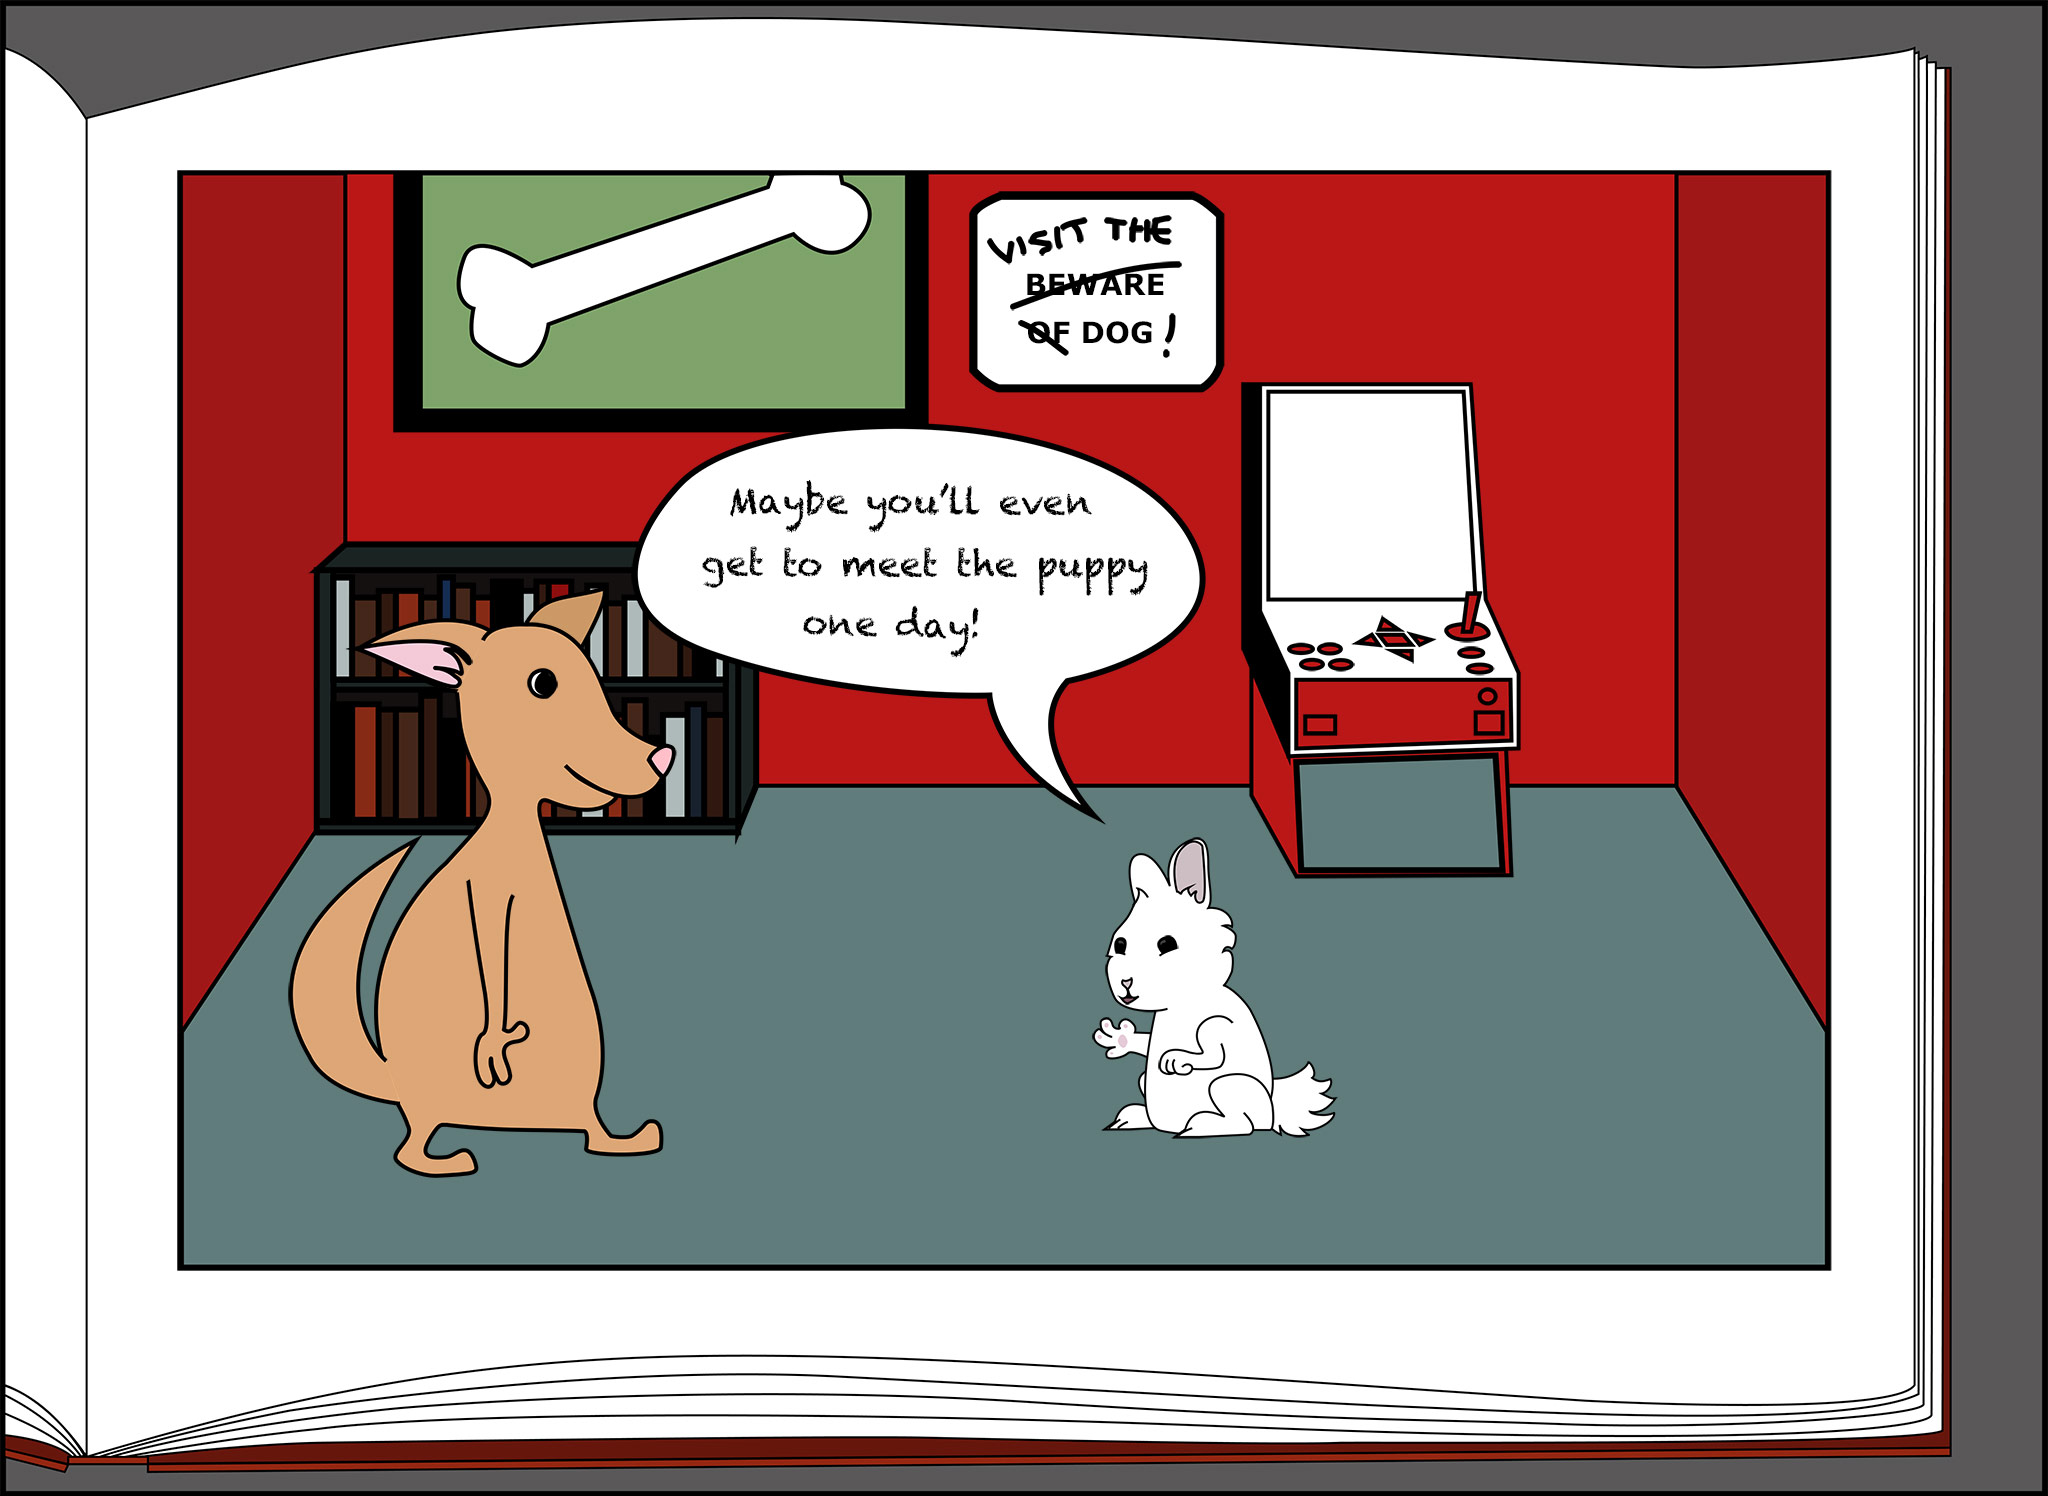 VISIT THE
BEWARE
OF DOG!
Maybe you'll even
get to meet the puppy
one day!